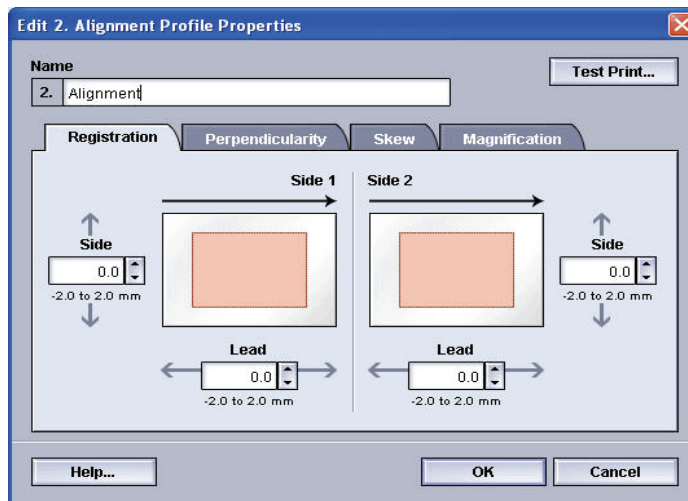 Edit 2. Alignment Profile Properties
Name
Test Print...
2. Alignment
Registration Perpendicularity Skew Magnification
Side 1 Side 2
Side
0.0
-2.0 to 2.0 mm
Side
0.0
-2.0 to 2.0 mm
Lead
0.0
-2.0 to 2.0 mm
Lead
0.0
-2.0 to 2.0 mm
Help... OK Cancel